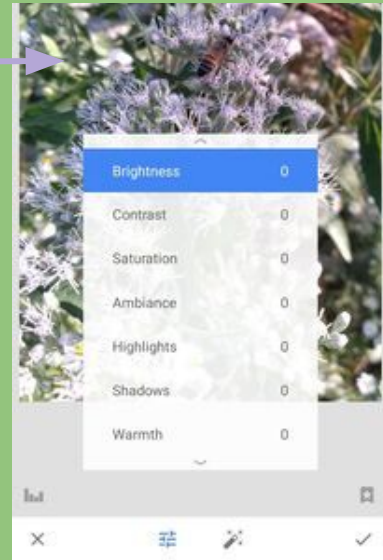 Brightness 0
Contrast 0
Saturation 0
Ambiance 0
Highlights 0
Shadows 0
Warmth 0